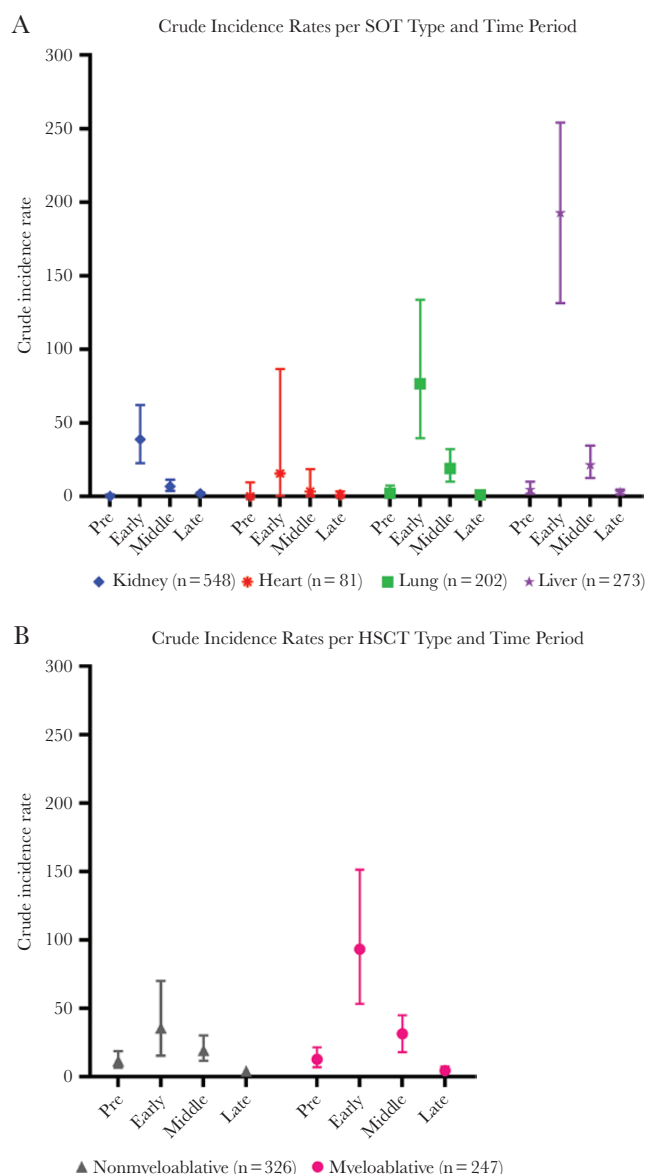 A
Crude Incidence Rates per SOT Type and Time Period
300
250
200
150
100
50
0
Crude incidence rate
Pre Early Middle Late Pre Early Middle Late Pre Early Middle Late Pre Early Middle Late
Kidney (n = 548) Heart (n = 81) Lung (n = 202) Liver (n = 273)
B
Crude Incidence Rates per HSCT Type and Time Period
300
250
200
150
100
50
0
Crude incidence rate
Pre Early Middle Late Pre Early Middle Late
Nonmyeloablative (n = 326) Myeloablative (n = 247)